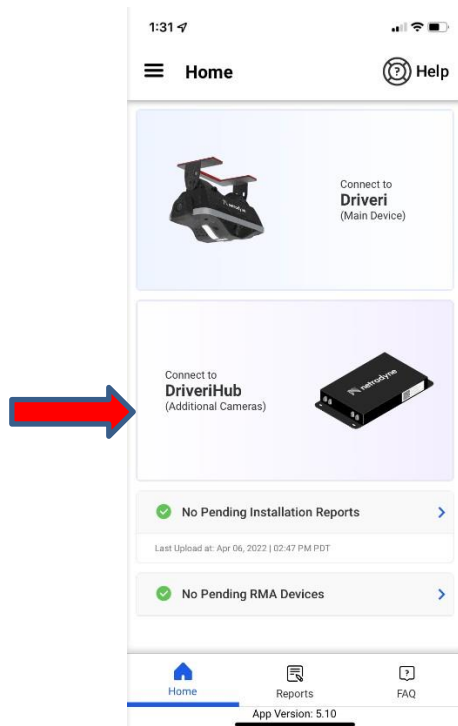 1:31
Home
Help
Connect to
Driveri
(Main Device)
Connect to
DriveriHub
(Additional Cameras)
netradyne
No Pending Installation Reports
Last Upload at: Apr 06, 2022 | 02:47 PM PDT
No Pending RMA Devices
Home
Reports
FAQ
App Version: 5.10